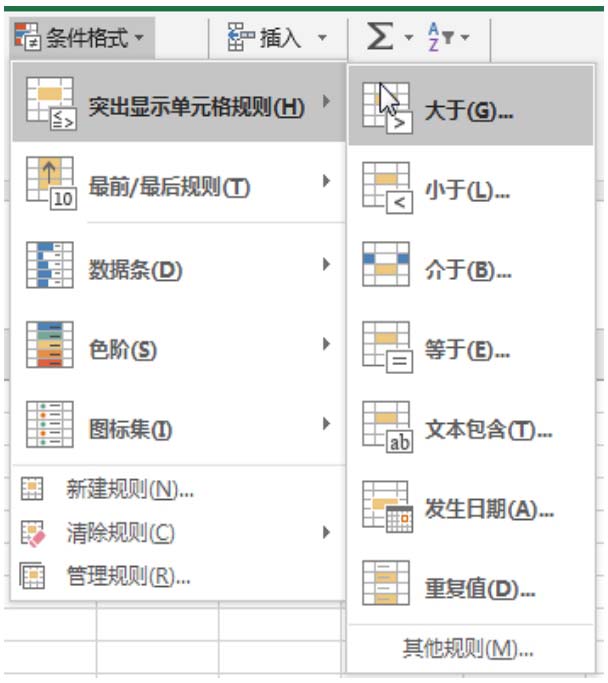 条件格式
插入
突出显示单元格规则(H)
最前/最后规则(T)
10
数据条(D)
色阶(S)
图标集(I)
新建规则(N)...
清除规则(C)
管理规则(R)...
大于(G)...
小于(L)...
介于(B)...
等于(E)...
文本包含(T)...
ab
发生日期(A)...
重复值(D)...
其他规则(M)...